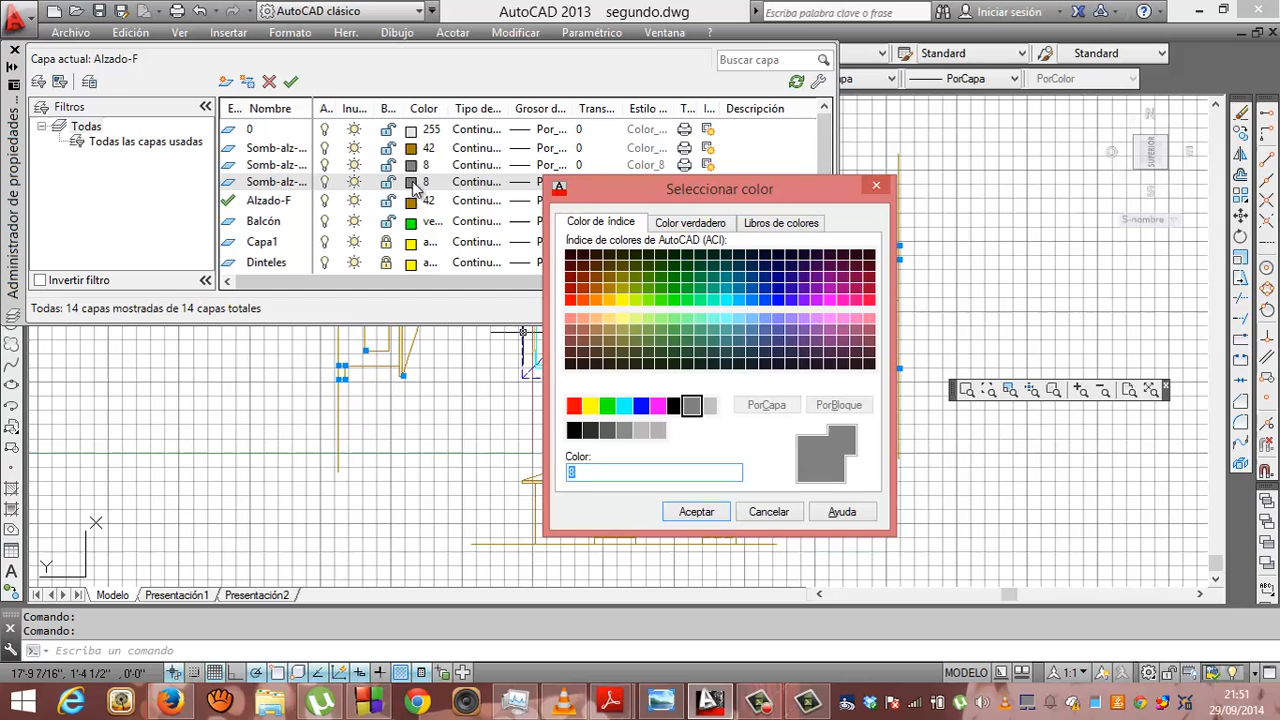 AutoCAD clásico
AutoCAD 2013 segundo.dwg
Escriba palabra clave o frase
Iniciar sesión
Archivo Edición Ver Insertar Formato Herr. Dibujo Acotar Modificar Paramétrico Ventana
Capa actual: Alzado-F
Buscar capa
Standard
Standard
PorCapa
PorColor
Filtros
Todas
Todas las capas usadas
Invertir filtro
E... Nombre A... Inu... B... Color Tipo de... Grosor d... Trans... Estilo ... T... I... Descripción
0 255 Continu... Por_... 0 Color_...
Somb-alz-... 42 Continu... Por_... 0 Color_...
Somb-alz-... 8 Continu... Por_... 0 Color_8
Somb-alz-... 8 Continu...
Alzado-F 42 Continu...
Balcón ve... Continu...
Capa1 a... Continu...
Dinteles a... Continu...
Todas: 14 capas mostradas de 14 capas totales
Administrador de propiedades
Seleccionar color
Color de índice Color verdadero Libros de colores
Índice de colores de AutoCAD (ACI):
PorCapa PorBloque
Color:
8
Aceptar Cancelar Ayuda
N
SUPERIOR
S
S-nombre
X
Y
A
Modelo Presentación1 Presentación2
Comando:
Comando:
Escriba un comando
17'-9 7/16", 1'-4 1/2" , 0'-0"
MODELO
1:1
21:51
29/09/2014